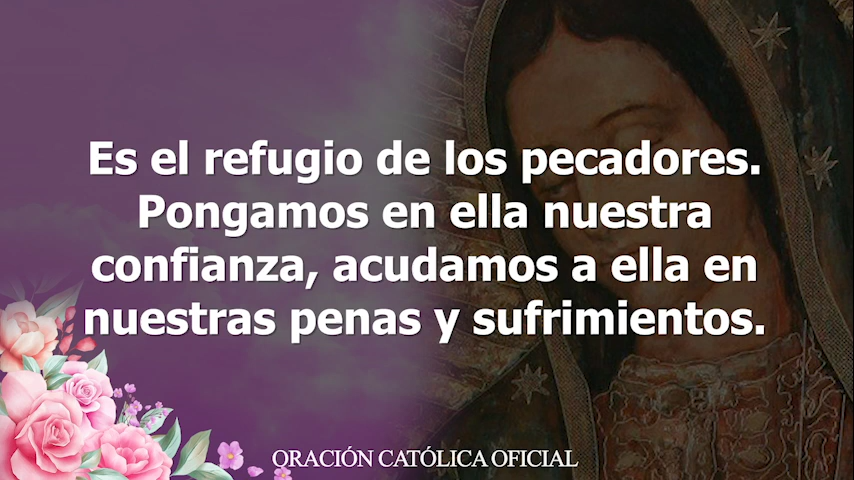 Es el refugio de los pecadores.
Pongamos en ella nuestra
confianza, acudamos a ella en
nuestras penas y sufrimientos.
ORACIÓN CATÓLICA OFICIAL